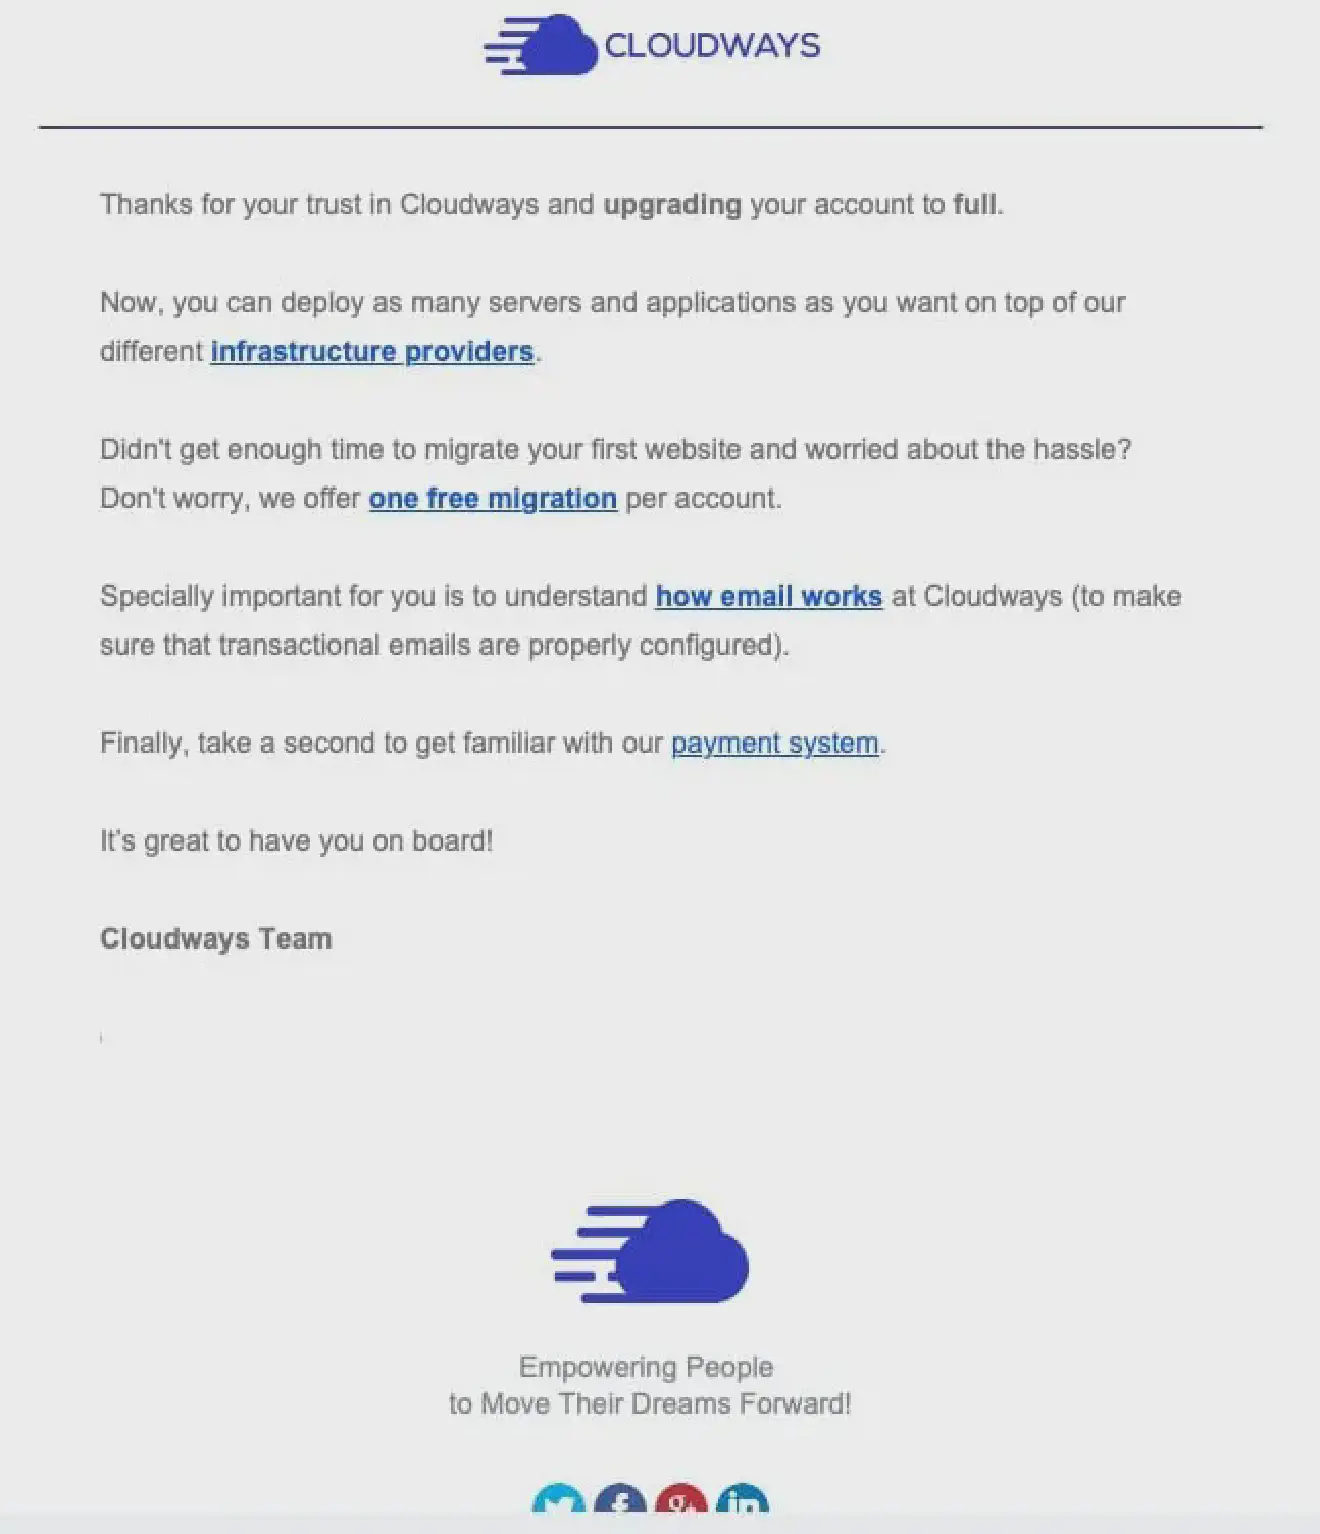 CLOUDWAYS
Thanks for your trust in Cloudways and upgrading your account to full.
Now, you can deploy as many servers and applications as you want on top of our
different infrastructure providers.
Didn't get enough time to migrate your first website and worried about the hassle?
Don't worry, we offer one free migration per account.
Specially important for you is to understand how email works at Cloudways (to make
sure that transactional emails are properly configured).
Finally, take a second to get familiar with our payment system.
It's great to have you on board!
Cloudways Team
Empowering People
to Move Their Dreams Forward!